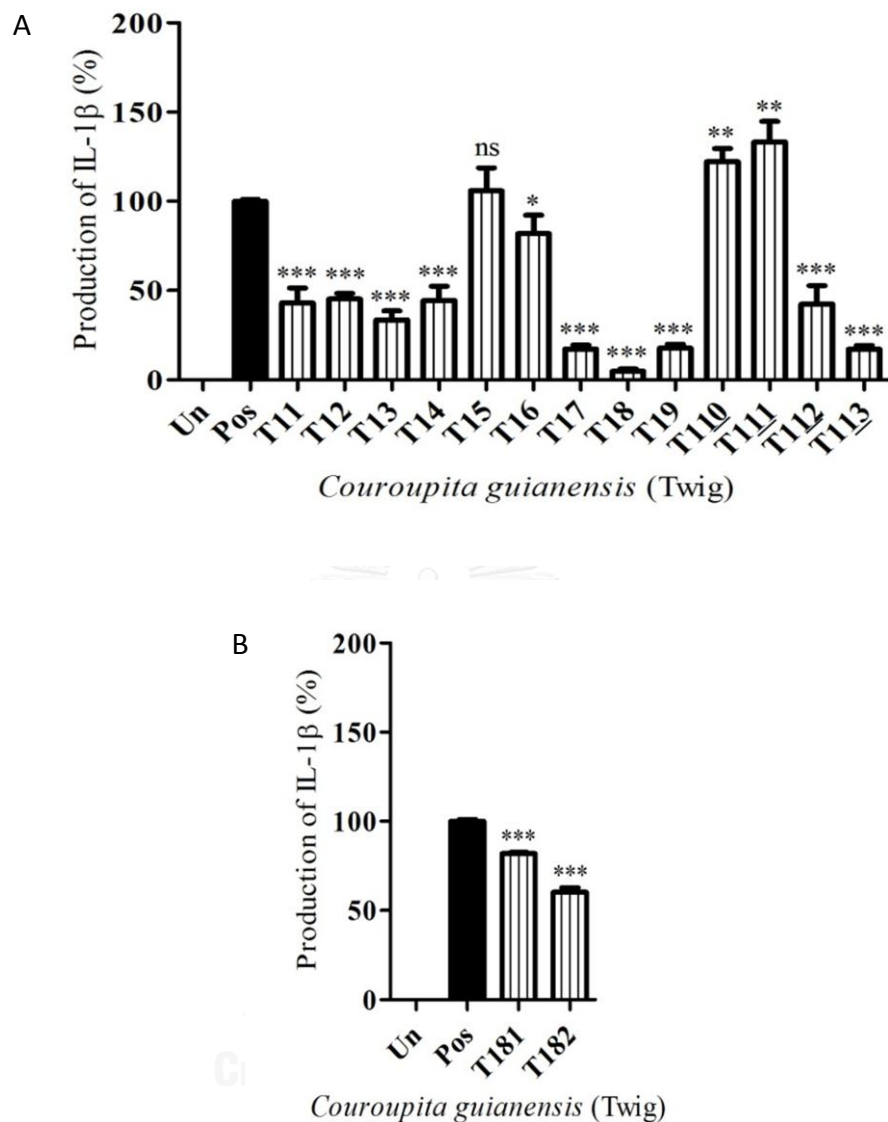 A
Production of IL-1β (%)
200
150
100
50
0
***
***
***
***
ns
*
***
***
***
**
**
***
***
Un
Pos
T11
T12
T13
T14
T15
T16
T17
T18
T19
T110
T111
T112
T113
Couroupita guianensis (Twig)
B
Production of IL-1β (%)
200
150
100
50
0
***
***
Un
Pos
T181
T182
Couroupita guianensis (Twig)